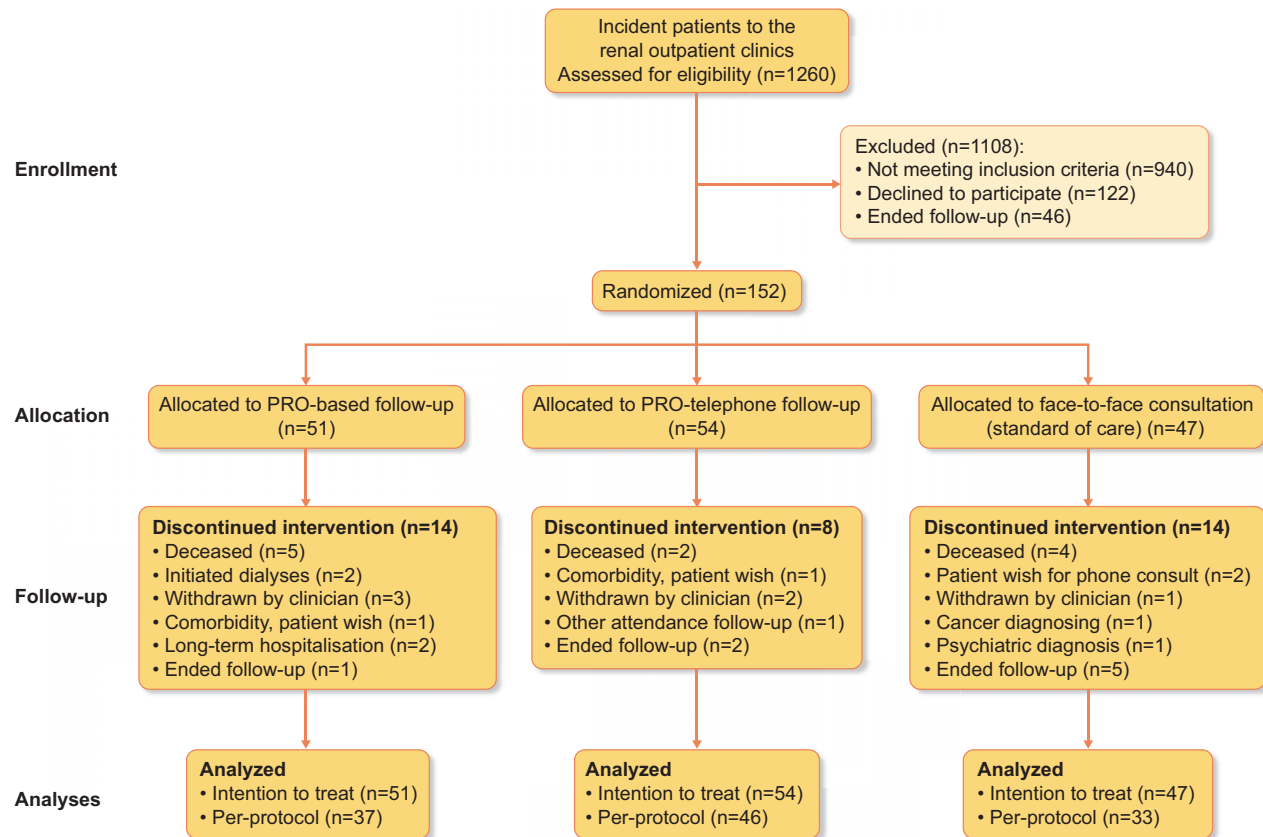 Incident patients to the
renal outpatient clinics
Assessed for eligibility (n=1260)
Enrollment
Excluded (n=1108):
• Not meeting inclusion criteria (n=940)
• Declined to participate (n=122)
• Ended follow-up (n=46)
Randomized (n=152)
Allocation
Allocated to PRO-based follow-up
(n=51)
Allocated to PRO-telephone follow-up
(n=54)
Allocated to face-to-face consultation
(standard of care) (n=47)
Follow-up
Discontinued intervention (n=14)
• Deceased (n=5)
• Initiated dialyses (n=2)
• Withdrawn by clinician (n=3)
• Comorbidity, patient wish (n=1)
• Long-term hospitalisation (n=2)
• Ended follow-up (n=1)
Discontinued intervention (n=8)
• Deceased (n=2)
• Comorbidity, patient wish (n=1)
• Withdrawn by clinician (n=2)
• Other attendance follow-up (n=1)
• Ended follow-up (n=2)
Discontinued intervention (n=14)
• Deceased (n=4)
• Patient wish for phone consult (n=2)
• Withdrawn by clinician (n=1)
• Cancer diagnosing (n=1)
• Psychiatric diagnosis (n=1)
• Ended follow-up (n=5)
Analyses
Analyzed
• Intention to treat (n=51)
• Per-protocol (n=37)
Analyzed
• Intention to treat (n=54)
• Per-protocol (n=46)
Analyzed
• Intention to treat (n=47)
• Per-protocol (n=33)